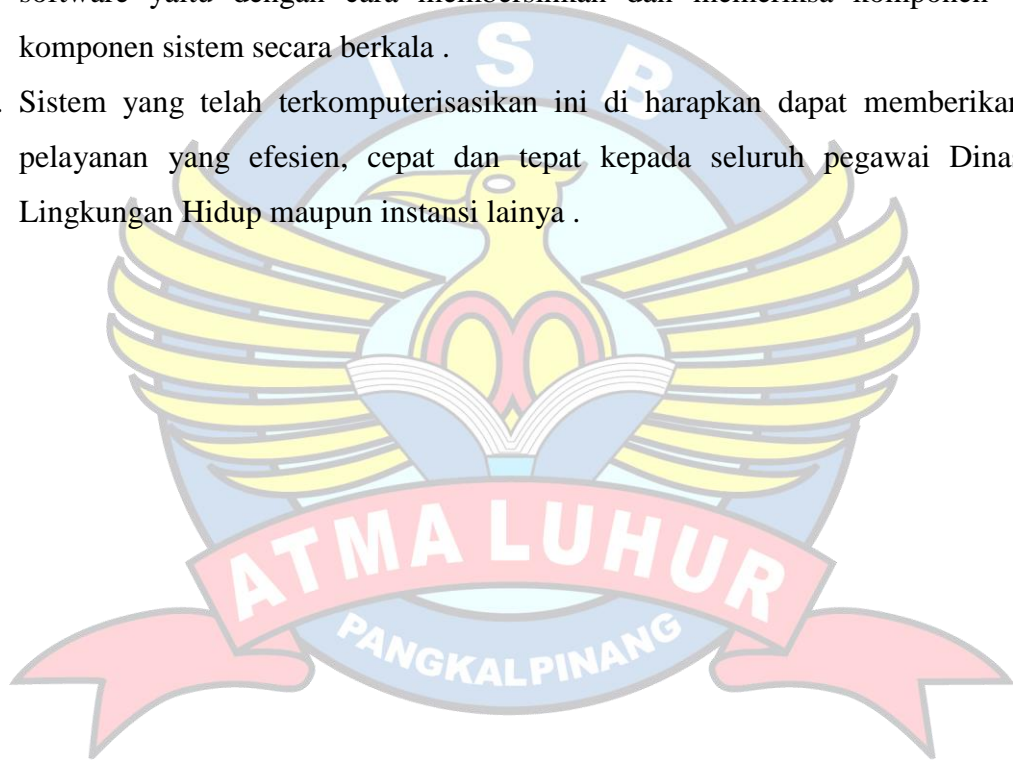 software yaitu dengan cara membersihkan dan memeriksa komponen -
komponen sistem secara berkala .
. Sistem yang telah terkomputerisasikan ini di harapkan dapat memberikan
pelayanan yang efesien, cepat dan tepat kepada seluruh pegawai Dinas
Lingkungan Hidup maupun instansi lainya .
I S B
ATMA LUHUR
PANGKALPINANG